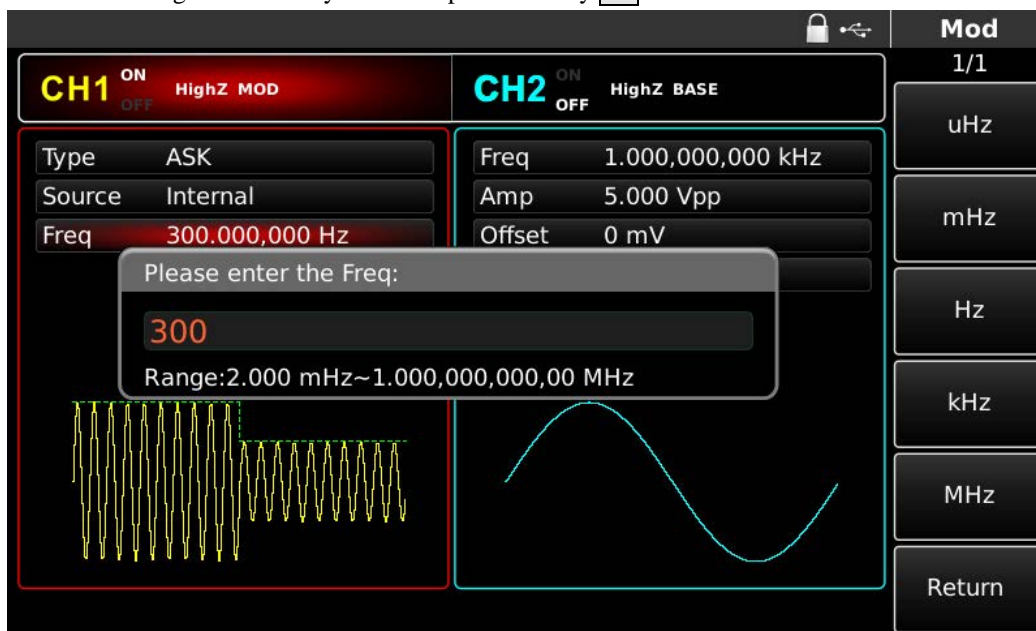 Mod
1/1
CH1 ON OFF HighZ MOD
CH2 ON OFF HighZ BASE
Type ASK
Source Internal
Freq 300.000,000 Hz
Freq 1.000,000,000 kHz
Amp 5.000 Vpp
Offset 0 mV
Please enter the Freq:
300
Range:2.000 mHz~1.000,000,000,00 MHz
uHz
mHz
Hz
kHz
MHz
Return